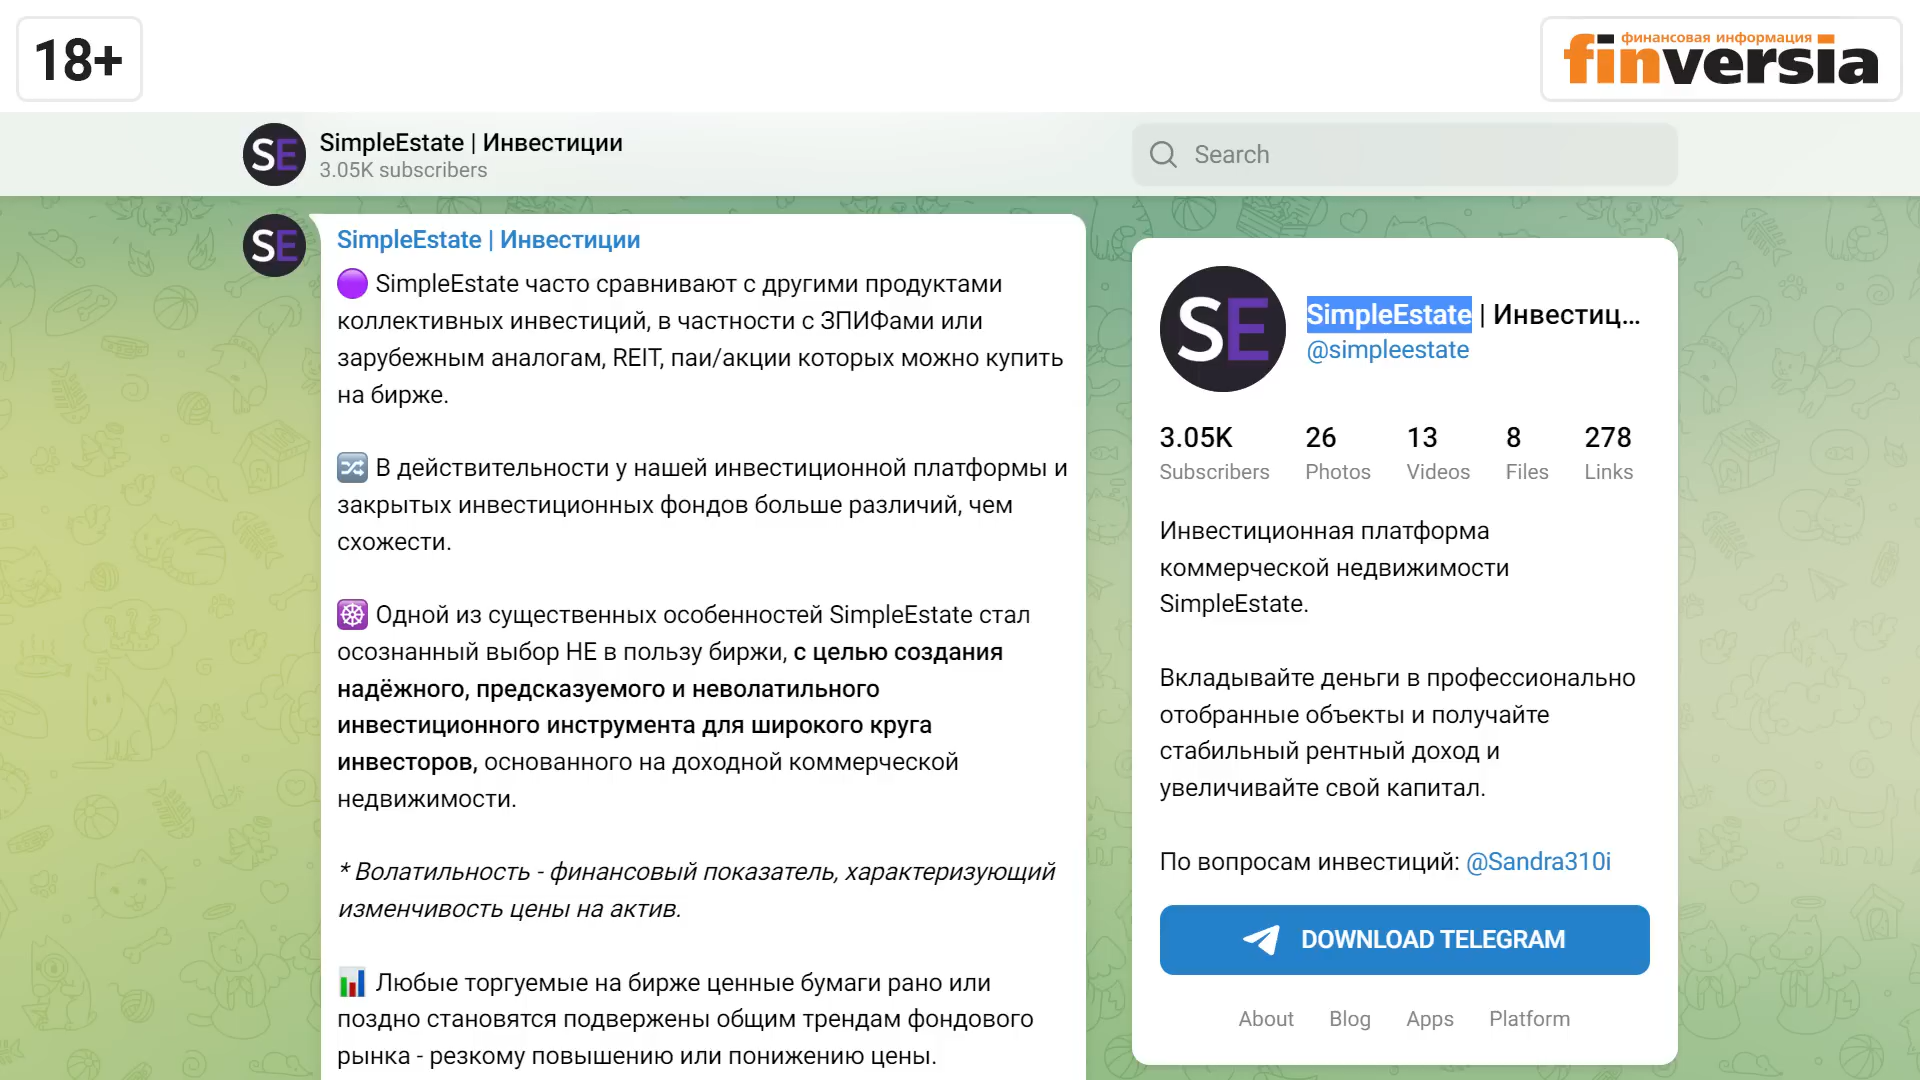 18+
финансовая информация
finversia
SE
SimpleEstate | Инвестиции
3.05K subscribers
Search
SE
SimpleEstate | Инвестиции
SimpleEstate часто сравнивают с другими продуктами
коллективных инвестиций, в частности с ЗПИФами или
зарубежным аналогам, REIT, паи/акции которых можно купить
на бирже.
В действительности у нашей инвестиционной платформы и
закрытых инвестиционных фондов больше различий, чем
схожести.
Одной из существенных особенностей SimpleEstate стал
осознанный выбор НЕ в пользу биржи, с целью создания
надёжного, предсказуемого и неволатильного
инвестиционного инструмента для широкого круга
инвесторов, основанного на доходной коммерческой
недвижимости.
* Волатильность - финансовый показатель, характеризующий
изменчивость цены на актив.
Любые торгуемые на бирже ценные бумаги рано или
поздно становятся подвержены общим трендам фондового
рынка - резкому повышению или понижению цены.
SE
SimpleEstate | Инвестиц...
@simpleestate
3.05K 26 13 8 278
Subscribers Photos Videos Files Links
Инвестиционная платформа
коммерческой недвижимости
SimpleEstate.
Вкладывайте деньги в профессионально
отобранные объекты и получайте
стабильный рентный доход и
увеличивайте свой капитал.
По вопросам инвестиций: @Sandra310i
DOWNLOAD TELEGRAM
About Blog Apps Platform